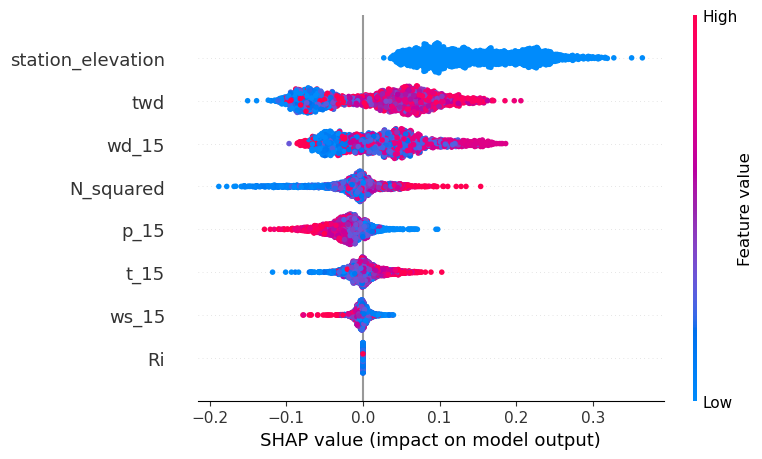 High
station_elevation
twd
wd_15
N_squared
p_15
t_15
ws_15
Ri
Feature value
Low
−0.2 −0.1 0.0 0.1 0.2 0.3
SHAP value (impact on model output)